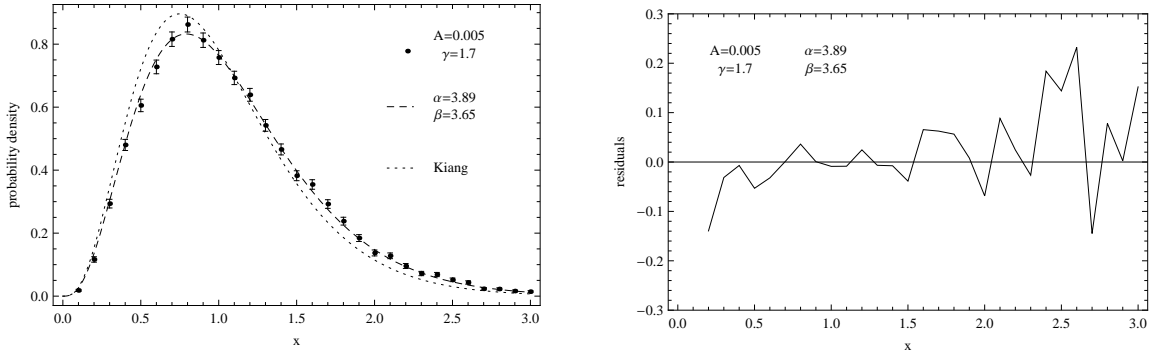 A=0.005
γ=1.7
α=3.89
β=3.65
Kiang
probability density
0.8
0.6
0.4
0.2
0.0
0.0 0.5 1.0 1.5 2.0 2.5 3.0
x
A=0.005 α=3.89
γ=1.7 β=3.65
residuals
0.3
0.2
0.1
0.0
−0.1
−0.2
−0.3
0.0 0.5 1.0 1.5 2.0 2.5 3.0
x